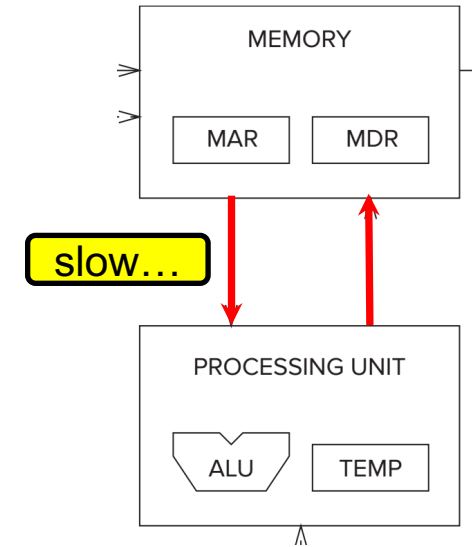 MEMORY
MAR MDR
slow...
PROCESSING UNIT
ALU TEMP